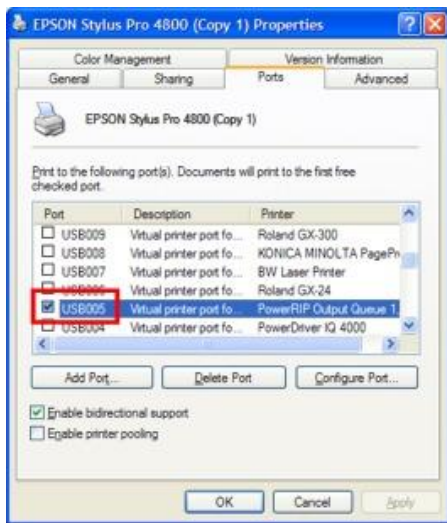 EPSON Stylus Pro 4800 (Copy 1) Properties
Color Management Version Information
General Sharing Ports Advanced
EPSON Stylus Pro 4800 (Copy 1)
Print to the following port(s). Documents will print to the first free
checked port.
Port Description Printer
USB009 Virtual printer port fo... Roland GX-300
USB008 Virtual printer port fo... KONICA MINOLTA PagePr
USB007 Virtual printer port fo... BW Laser Printer
USB006 Virtual printer port fo... Roland GX-24
USB005 Virtual printer port fo... PowerRIP Output Queue 1
USB004 Virtual printer port fo... PowerDriver IQ 4000
Add Port... Delete Port Configure Port...
Enable bidirectional support
Enable printer pooling
OK Cancel Apply